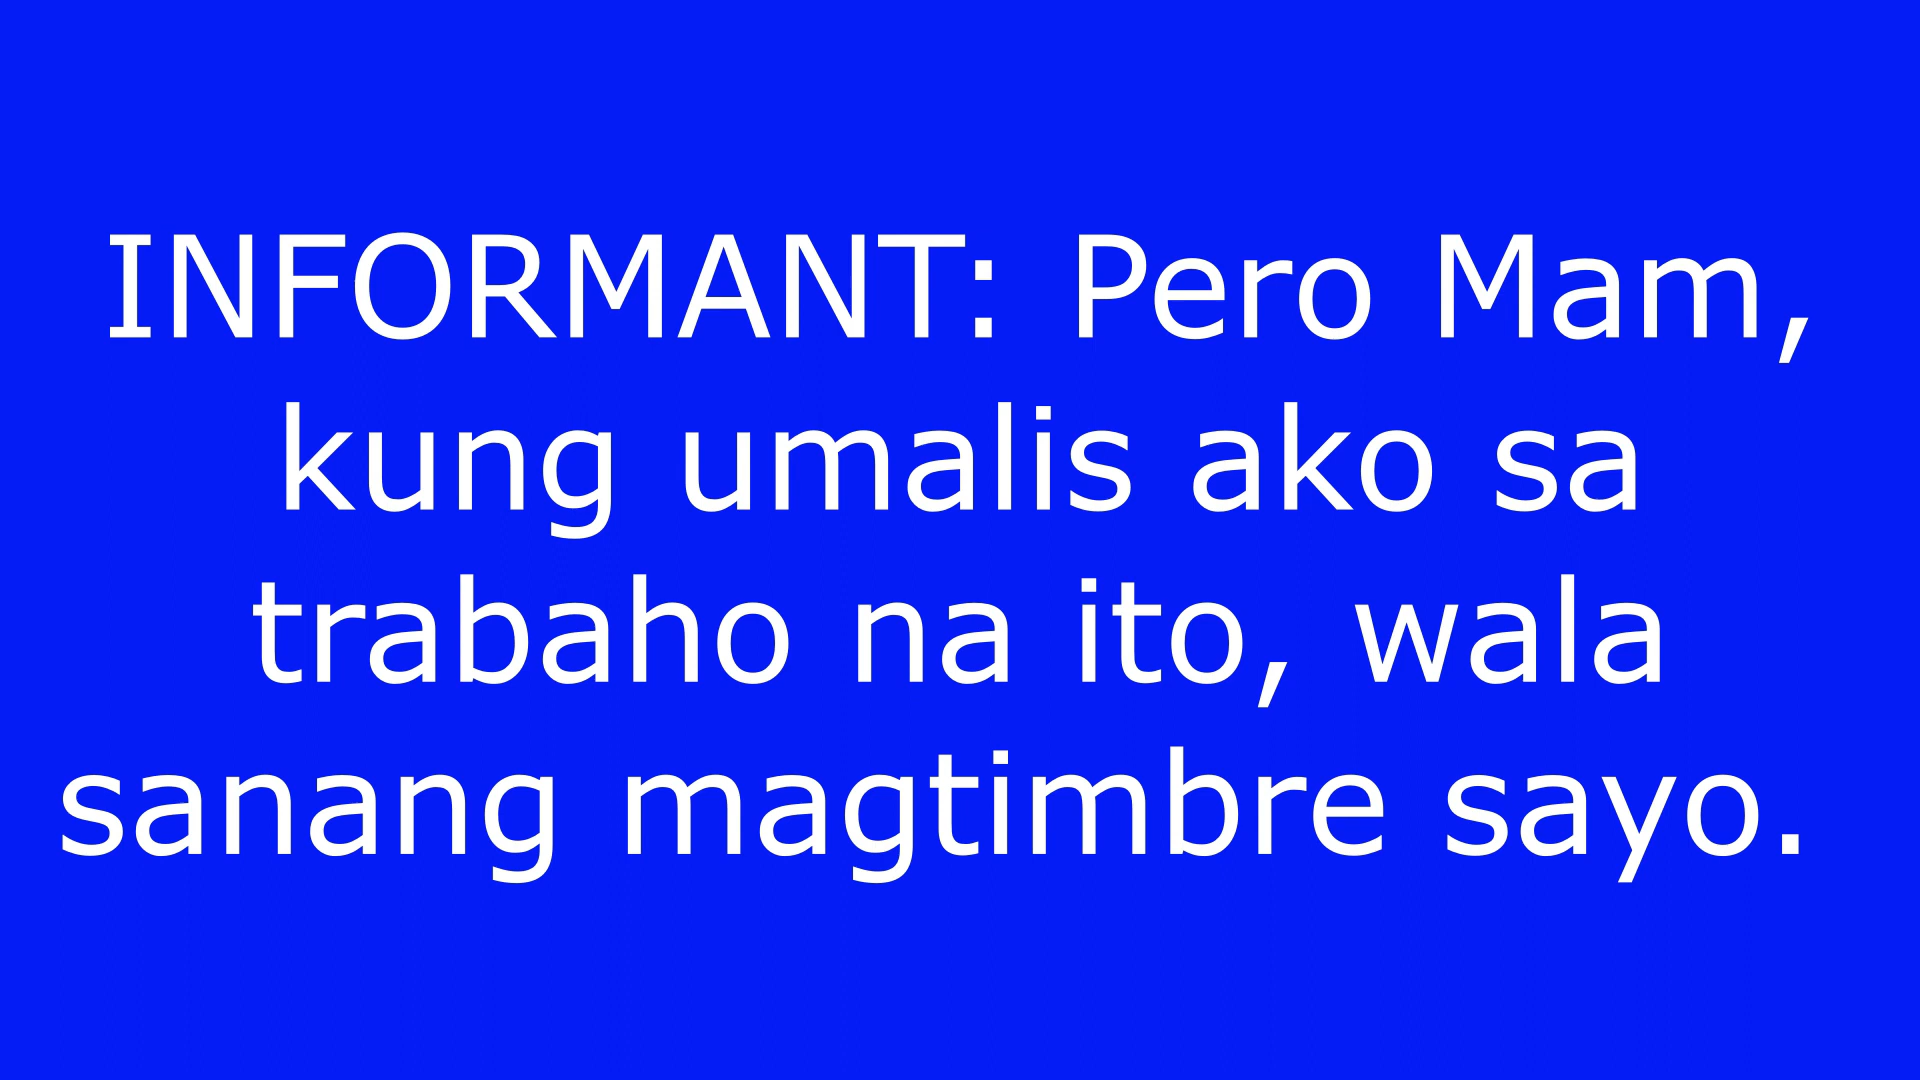 INFORMANT: Pero Mam,
kung umalis ako sa
trabaho na ito, wala
sanang magtimbre sayo.